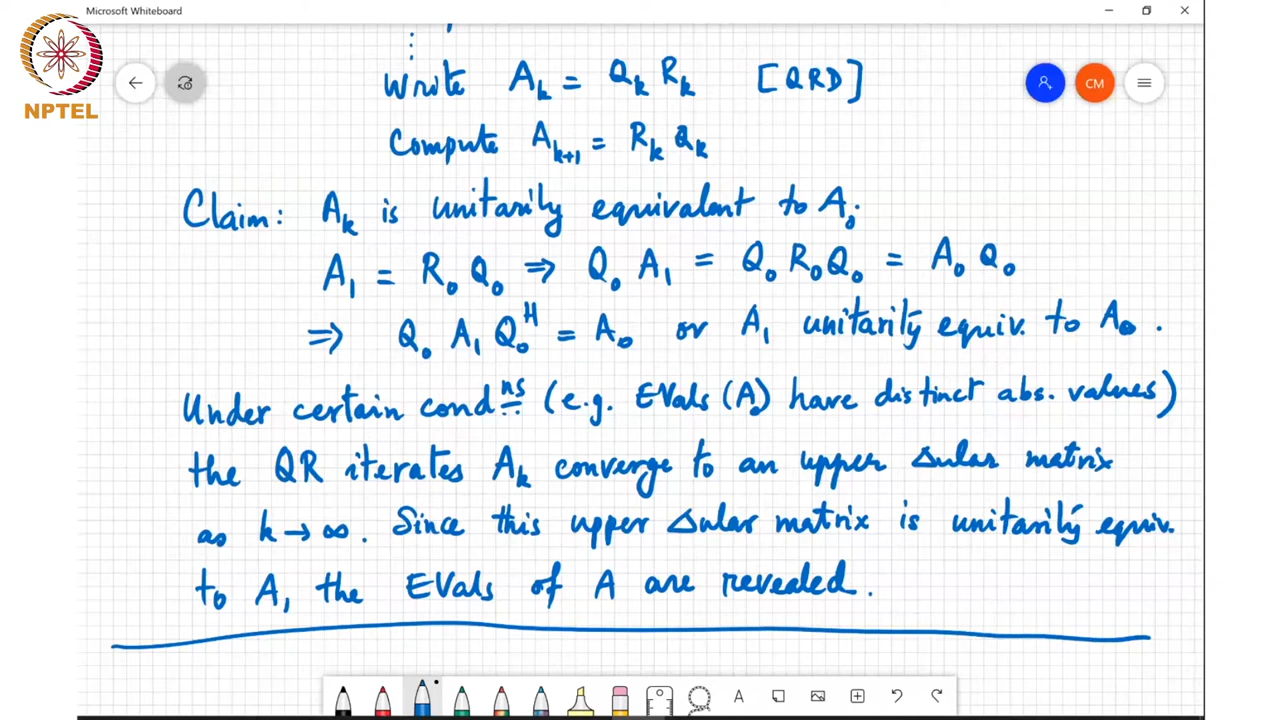 Microsoft Whiteboard
NPTEL
CM
Write A_k = Q_k R_k [QRD]
Compute A_{k+1} = R_k Q_k
Claim: A_k is unitarily equivalent to A_0.
A_1 = R_0 Q_0 ⇒ Q_0 A_1 = Q_0 R_0 Q_0 = A_0 Q_0
⇒ Q_0 A_1 Q_0^H = A_0 or A_1 unitarily equiv. to A_0.
Under certain cond^{ns} (e.g. EVals (A_0) have distinct abs. values)
the QR iterates A_k converge to an upper Δular matrix
as k → ∞. Since this upper Δular matrix is unitarily equiv.
to A, the EVals of A are revealed.
A